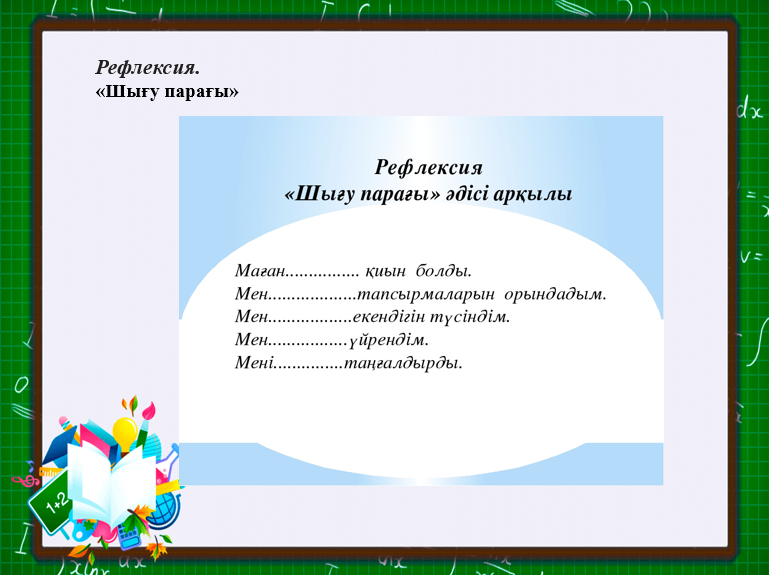 Рефлексия.
«Шығу парағы»
Рефлексия
«Шығу парағы» әдісі арқылы
Маған................ қиын болды.
Мен...................тапсырмаларын орындадым.
Мен..................екендігін түсіндім.
Мен.................үйрендім.
Мені...............таңғалдырды.
1+2
dx
V=